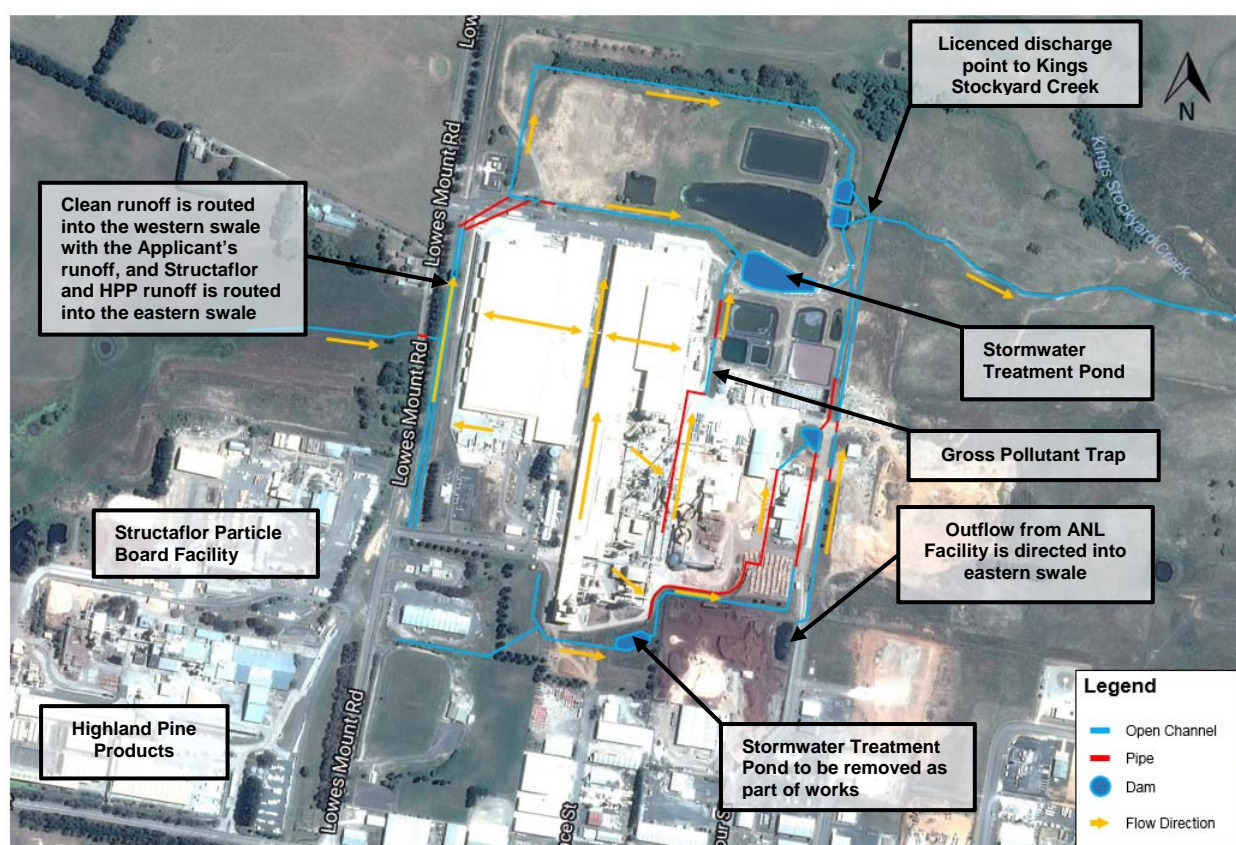 Licenced discharge
point to Kings
Stockyard Creek
N
Lowes Mount Rd
Kings Stockyard Creek
Clean runoff is routed
into the western swale
with the Applicant's
runoff, and Structaflor
and HPP runoff is routed
into the eastern swale
Lowes Mount Rd
Stormwater
Treatment Pond
Lowes Mount Rd
Gross Pollutant Trap
Structaflor Particle
Board Facility
Outflow from ANL
Facility is directed into
eastern swale
Highland Pine
Products
Lowes Mount Rd
Stormwater Treatment
Pond to be removed as
part of works
Legend
Open Channel
Pipe
Dam
Flow Direction